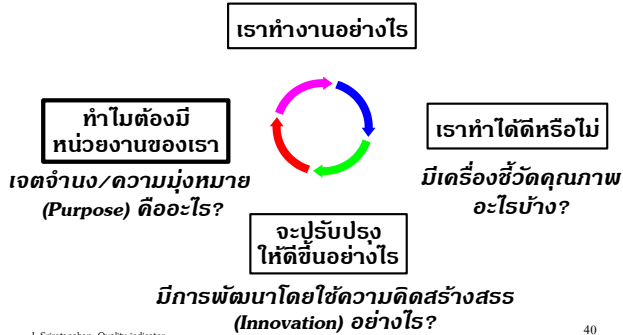 เราทำงานอย่างไร
ทำไมต้องมี
หน่วยงานของเรา
เจตจำนง/ความมุ่งหมาย
(Purpose) คืออะไร?
เราทำได้ดีหรือไม่
มีเครื่องชี้วัดคุณภาพ
อะไรบ้าง?
จะปรับปรุง
ให้ดีขึ้นอย่างไร
มีการพัฒนาโดยใช้ความคิดสร้างสรร
(Innovation) อย่างไร?
40